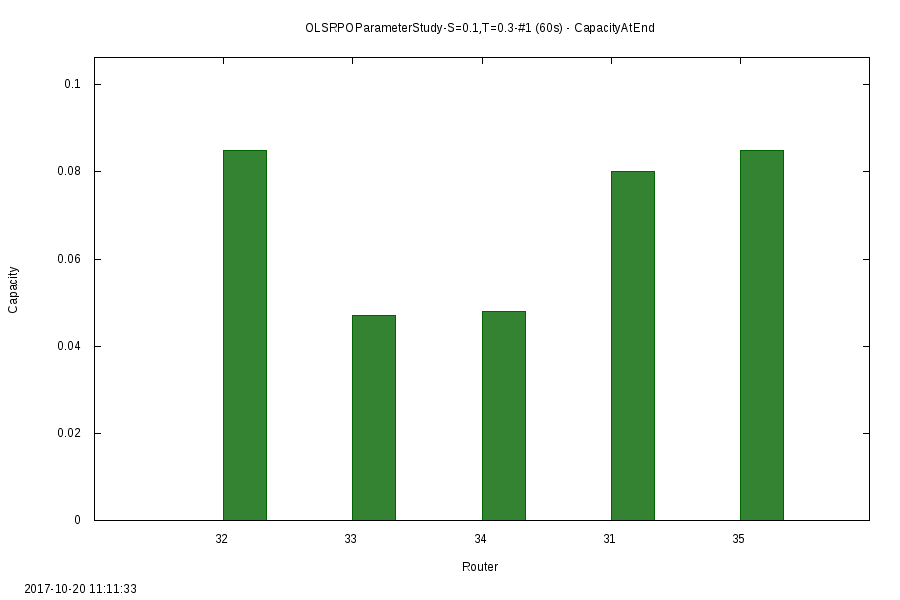 OLSRPOParameterStudy-S=0.1,T=0.3-#1 (60s) - CapacityAtEnd
0.1
0.08
0.06
0.04
0.02
0
Capacity
32 33 34 31 35
Router
2017-10-20 11:11:33